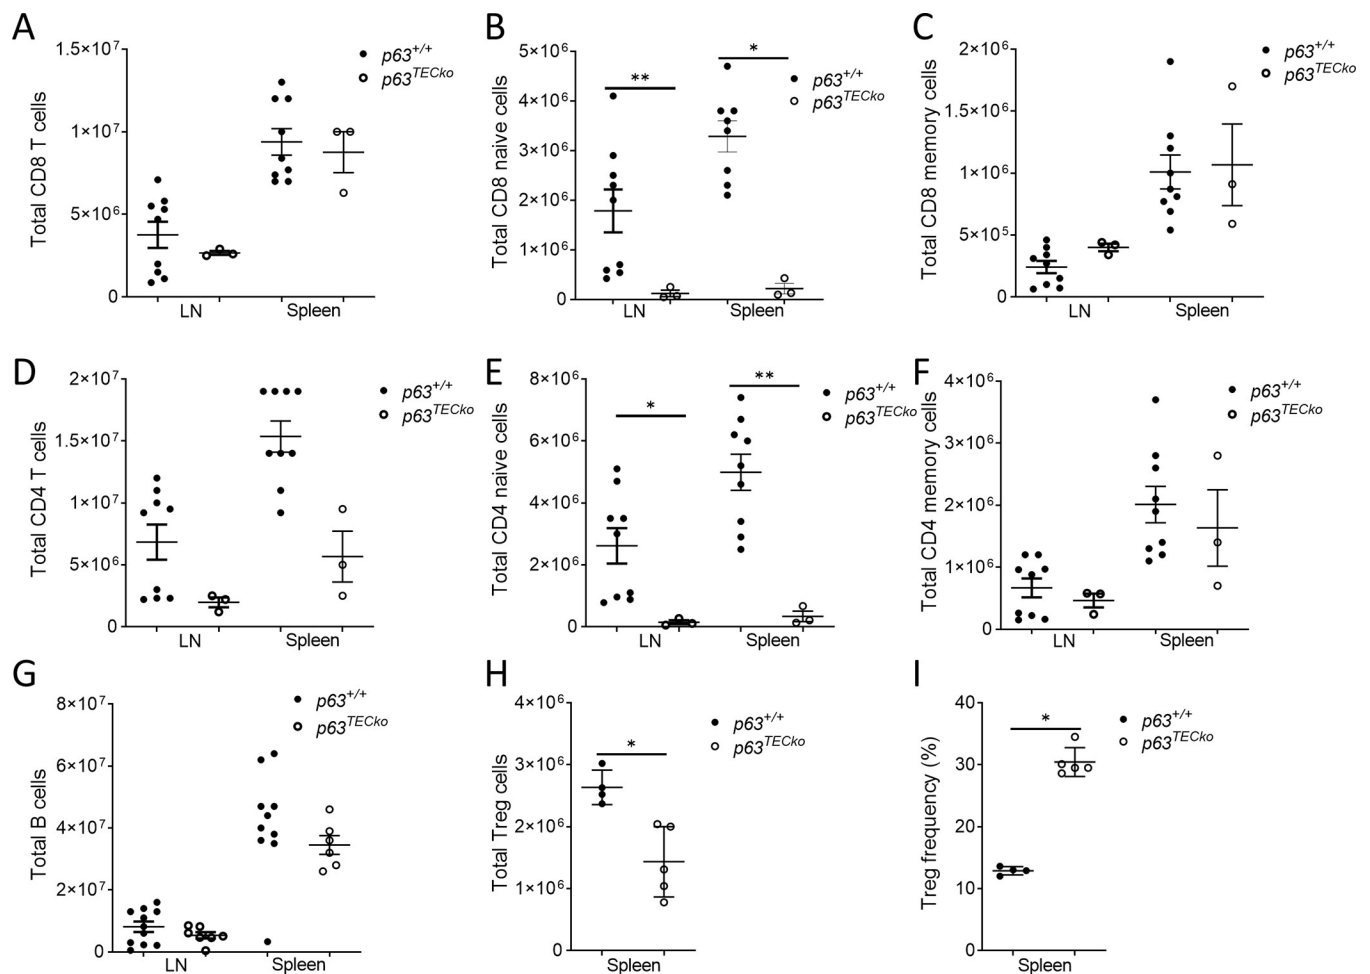 A
Total CD8 T cells
1.5×10⁷
1×10⁷
5×10⁶
0
LN
Spleen
p63⁺/⁺
p63ᵀᴱᶜᵏᵒ
B
Total CD8 naive cells
5×10⁶
4×10⁶
3×10⁶
2×10⁶
1×10⁶
0
**
*
LN
Spleen
p63⁺/⁺
p63ᵀᴱᶜᵏᵒ
C
Total CD8 memory cells
2×10⁶
1×10⁶
1×10⁶
5×10⁵
0
LN
Spleen
p63⁺/⁺
p63ᵀᴱᶜᵏᵒ
D
Total CD4 T cells
2×10⁷
1.5×10⁷
1×10⁷
5×10⁶
0
LN
Spleen
p63⁺/⁺
p63ᵀᴱᶜᵏᵒ
E
Total CD4 naive cells
8×10⁶
6×10⁶
4×10⁶
2×10⁶
0
*
**
LN
Spleen
p63⁺/⁺
p63ᵀᴱᶜᵏᵒ
F
Total CD4 memory cells
4×10⁶
3×10⁶
2×10⁶
1×10⁶
0
LN
Spleen
p63⁺/⁺
p63ᵀᴱᶜᵏᵒ
G
Total B cells
8×10⁷
6×10⁷
4×10⁷
2×10⁷
0
LN
Spleen
p63⁺/⁺
p63ᵀᴱᶜᵏᵒ
H
Total Treg cells
4×10⁶
3×10⁶
2×10⁶
1×10⁶
0
*
Spleen
p63⁺/⁺
p63ᵀᴱᶜᵏᵒ
I
Treg frequency (%)
40
30
20
10
0
*
Spleen
p63⁺/⁺
p63ᵀᴱᶜᵏᵒ